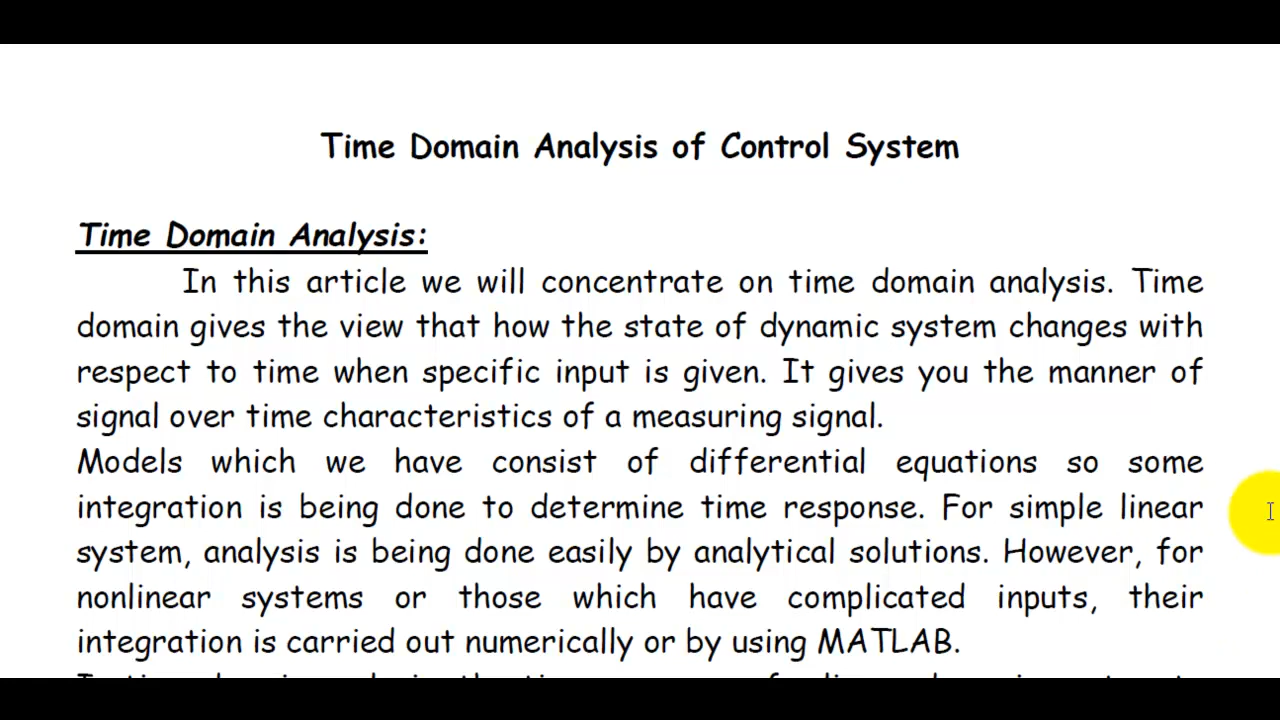 Time Domain Analysis of Control System
Time Domain Analysis:
In this article we will concentrate on time domain analysis. Time
domain gives the view that how the state of dynamic system changes with
respect to time when specific input is given. It gives you the manner of
signal over time characteristics of a measuring signal.
Models which we have consist of differential equations so some
integration is being done to determine time response. For simple linear
system, analysis is being done easily by analytical solutions. However, for
nonlinear systems or those which have complicated inputs, their
integration is carried out numerically or by using MATLAB.